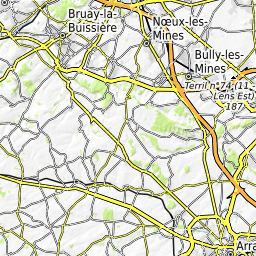 Bruay-la-
Buissière
Nœux-les-
Mines
Bully-les-
Mines
Terril n°74 (11
Lens Est)
187
Arra